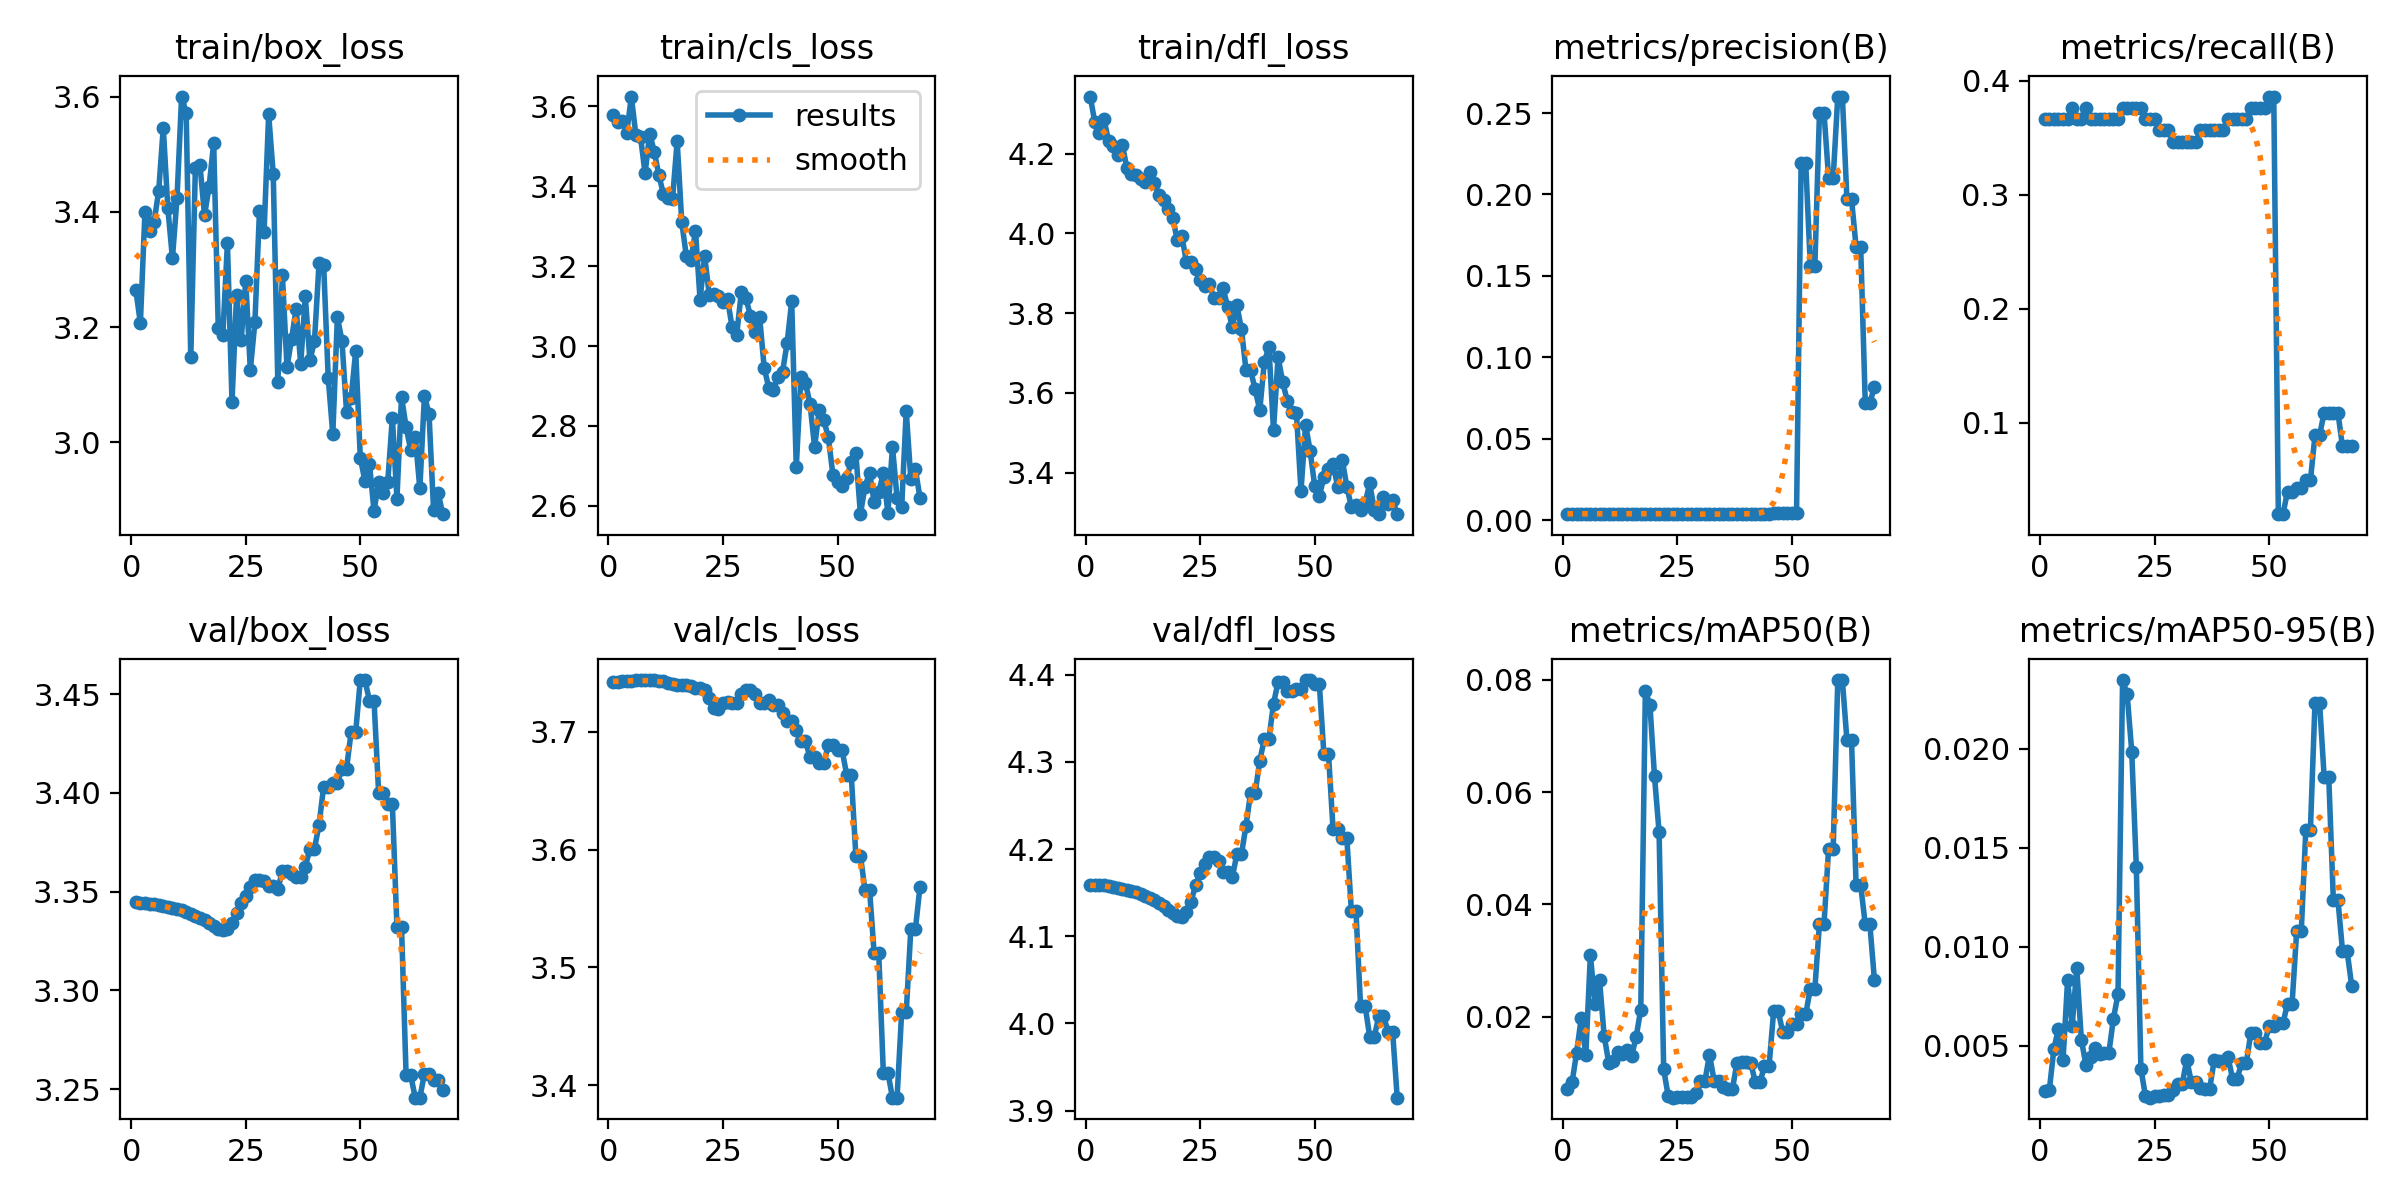 train/box_loss
3.6
3.4
3.2
3.0
0 25 50
train/cls_loss
results
smooth
3.6
3.4
3.2
3.0
2.8
2.6
0 25 50
train/dfl_loss
4.2
4.0
3.8
3.6
3.4
0 25 50
metrics/precision(B)
0.25
0.20
0.15
0.10
0.05
0.00
0 25 50
metrics/recall(B)
0.4
0.3
0.2
0.1
0 25 50
val/box_loss
3.45
3.40
3.35
3.30
3.25
0 25 50
val/cls_loss
3.7
3.6
3.5
3.4
0 25 50
val/dfl_loss
4.4
4.3
4.2
4.1
4.0
3.9
0 25 50
metrics/mAP50(B)
0.08
0.06
0.04
0.02
0 25 50
metrics/mAP50-95(B)
0.020
0.015
0.010
0.005
0 25 50